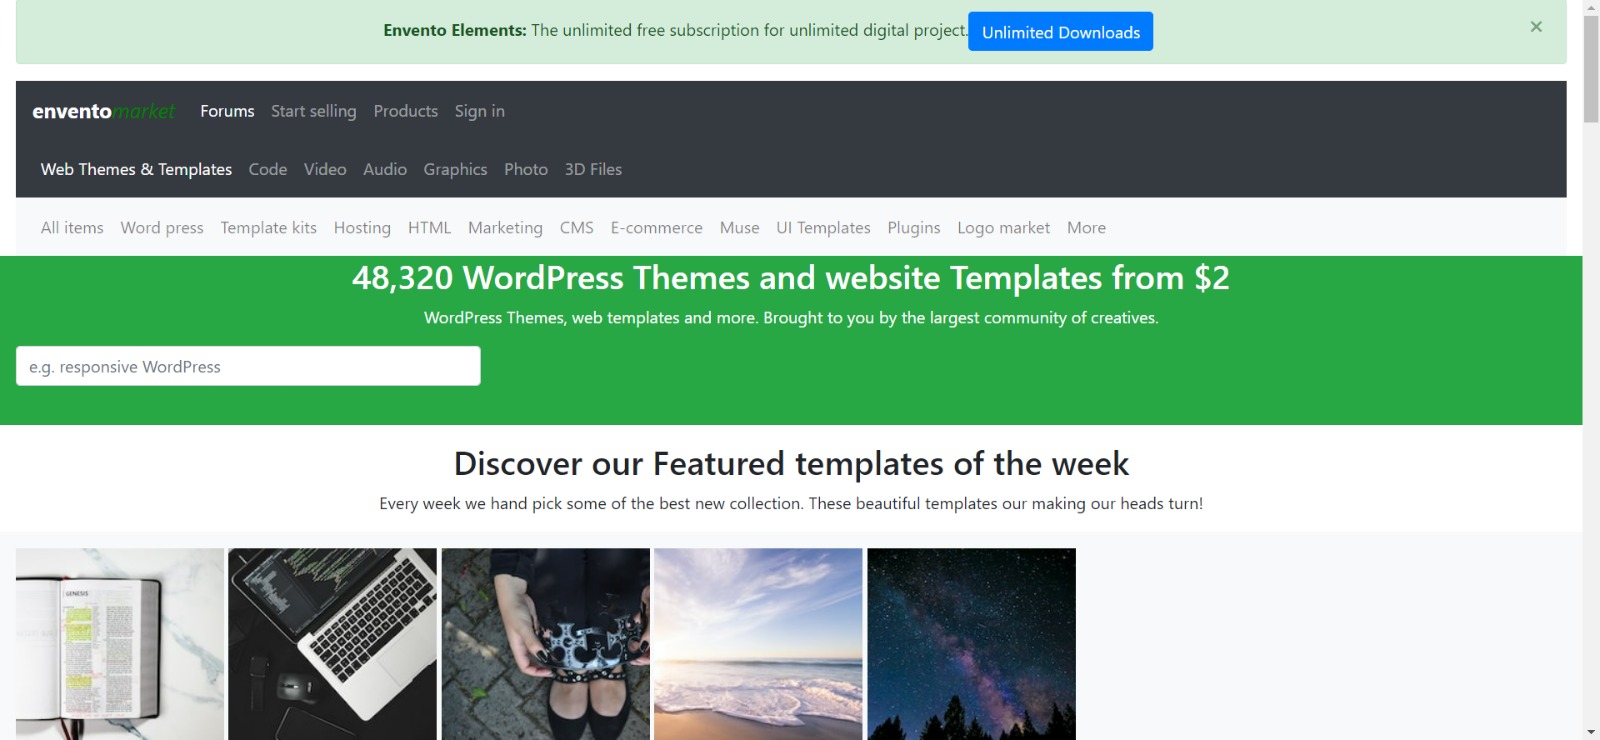 Envento Elements: The unlimited free subscription for unlimited digital project. Unlimited Downloads ×
enventomarket Forums Start selling Products Sign in
Web Themes & Templates Code Video Audio Graphics Photo 3D Files
All items Word press Template kits Hosting HTML Marketing CMS E-commerce Muse UI Templates Plugins Logo market More
48,320 WordPress Themes and website Templates from $2
WordPress Themes, web templates and more. Brought to you by the largest community of creatives.
e.g. responsive WordPress
Discover our Featured templates of the week
Every week we hand pick some of the best new collection. These beautiful templates our making our heads turn!
GENESIS